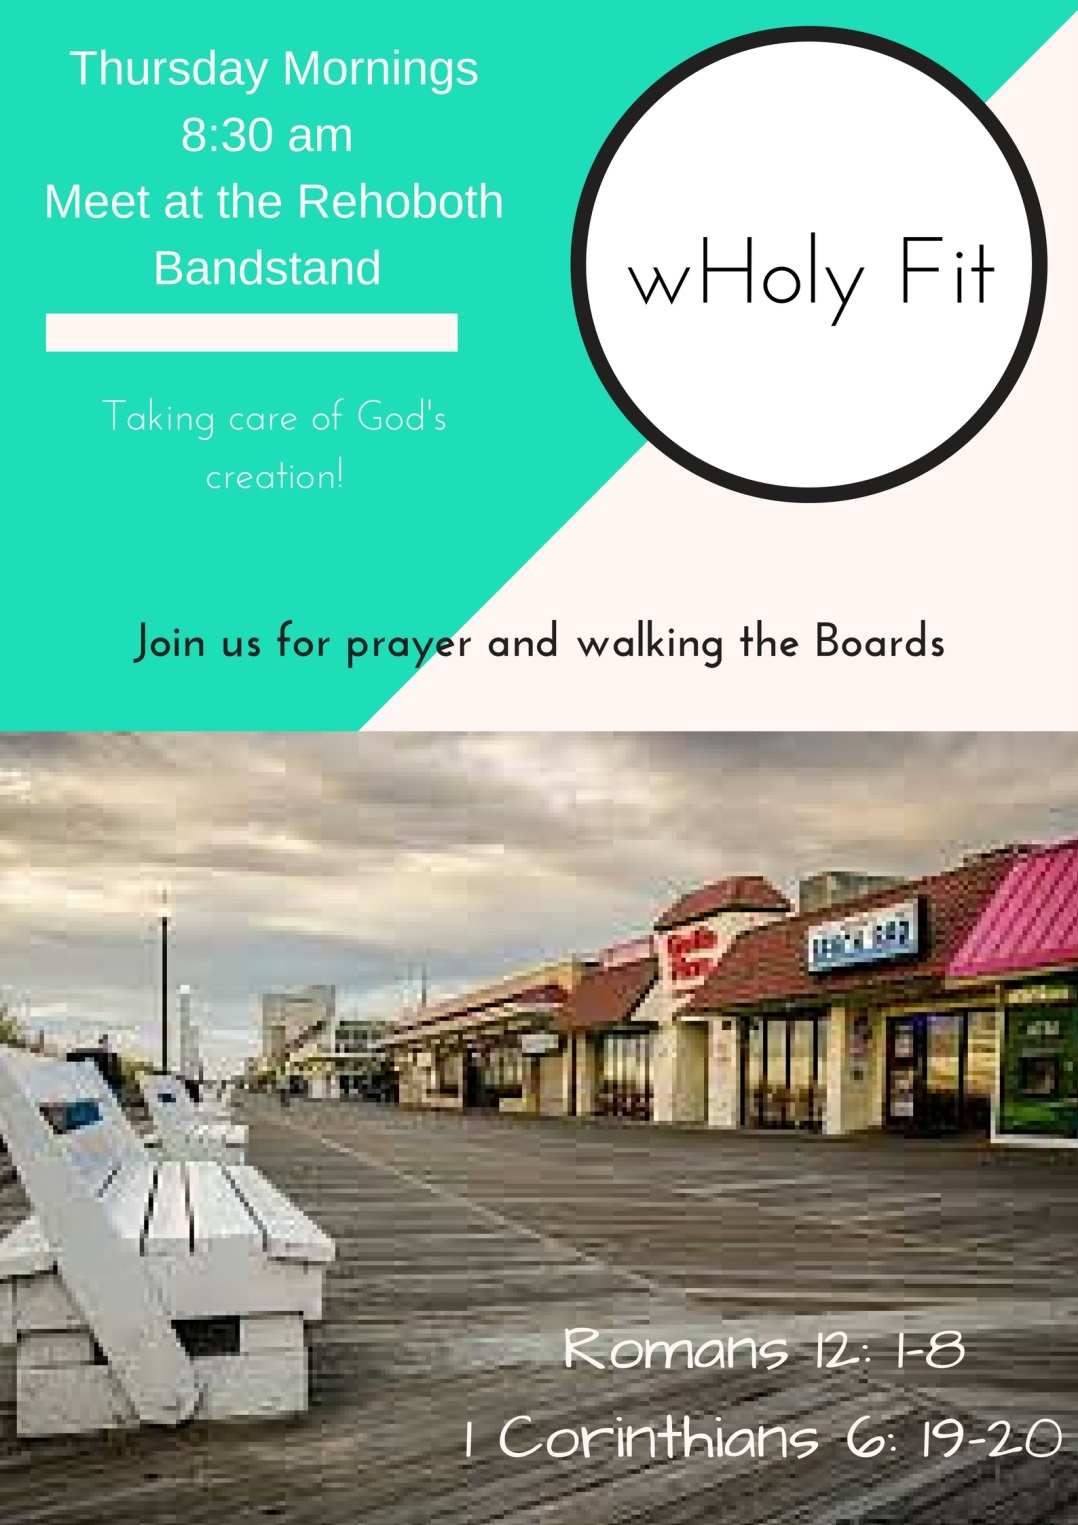 Thursday Mornings
8:30 am
Meet at the Rehoboth
Bandstand
wHoly Fit
Taking care of God's
creation!
Join us for prayer and walking the Boards
Romans 12: 1-8
1 Corinthians 6: 19-20